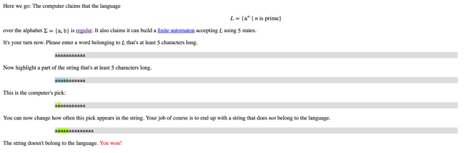 Here we go: The computer claims that the language
L = {aⁿ | n is prime}
over the alphabet Σ = {a, b} is regular. It also claims it can build a finite automaton accepting L using 5 states.
It's your turn now. Please enter a word belonging to L that's at least 5 characters long.
aaaaaaaaaaa
Now highlight a part of the string that's at least 5 characters long.
aaaaaaaaaaa
This is the computer's pick:
aaaaaaaaaaa
You can now change how often this pick appears in the string. Your job of course is to end up with a string that does not belong to the language.
The string doesn't belong to the language. You won!